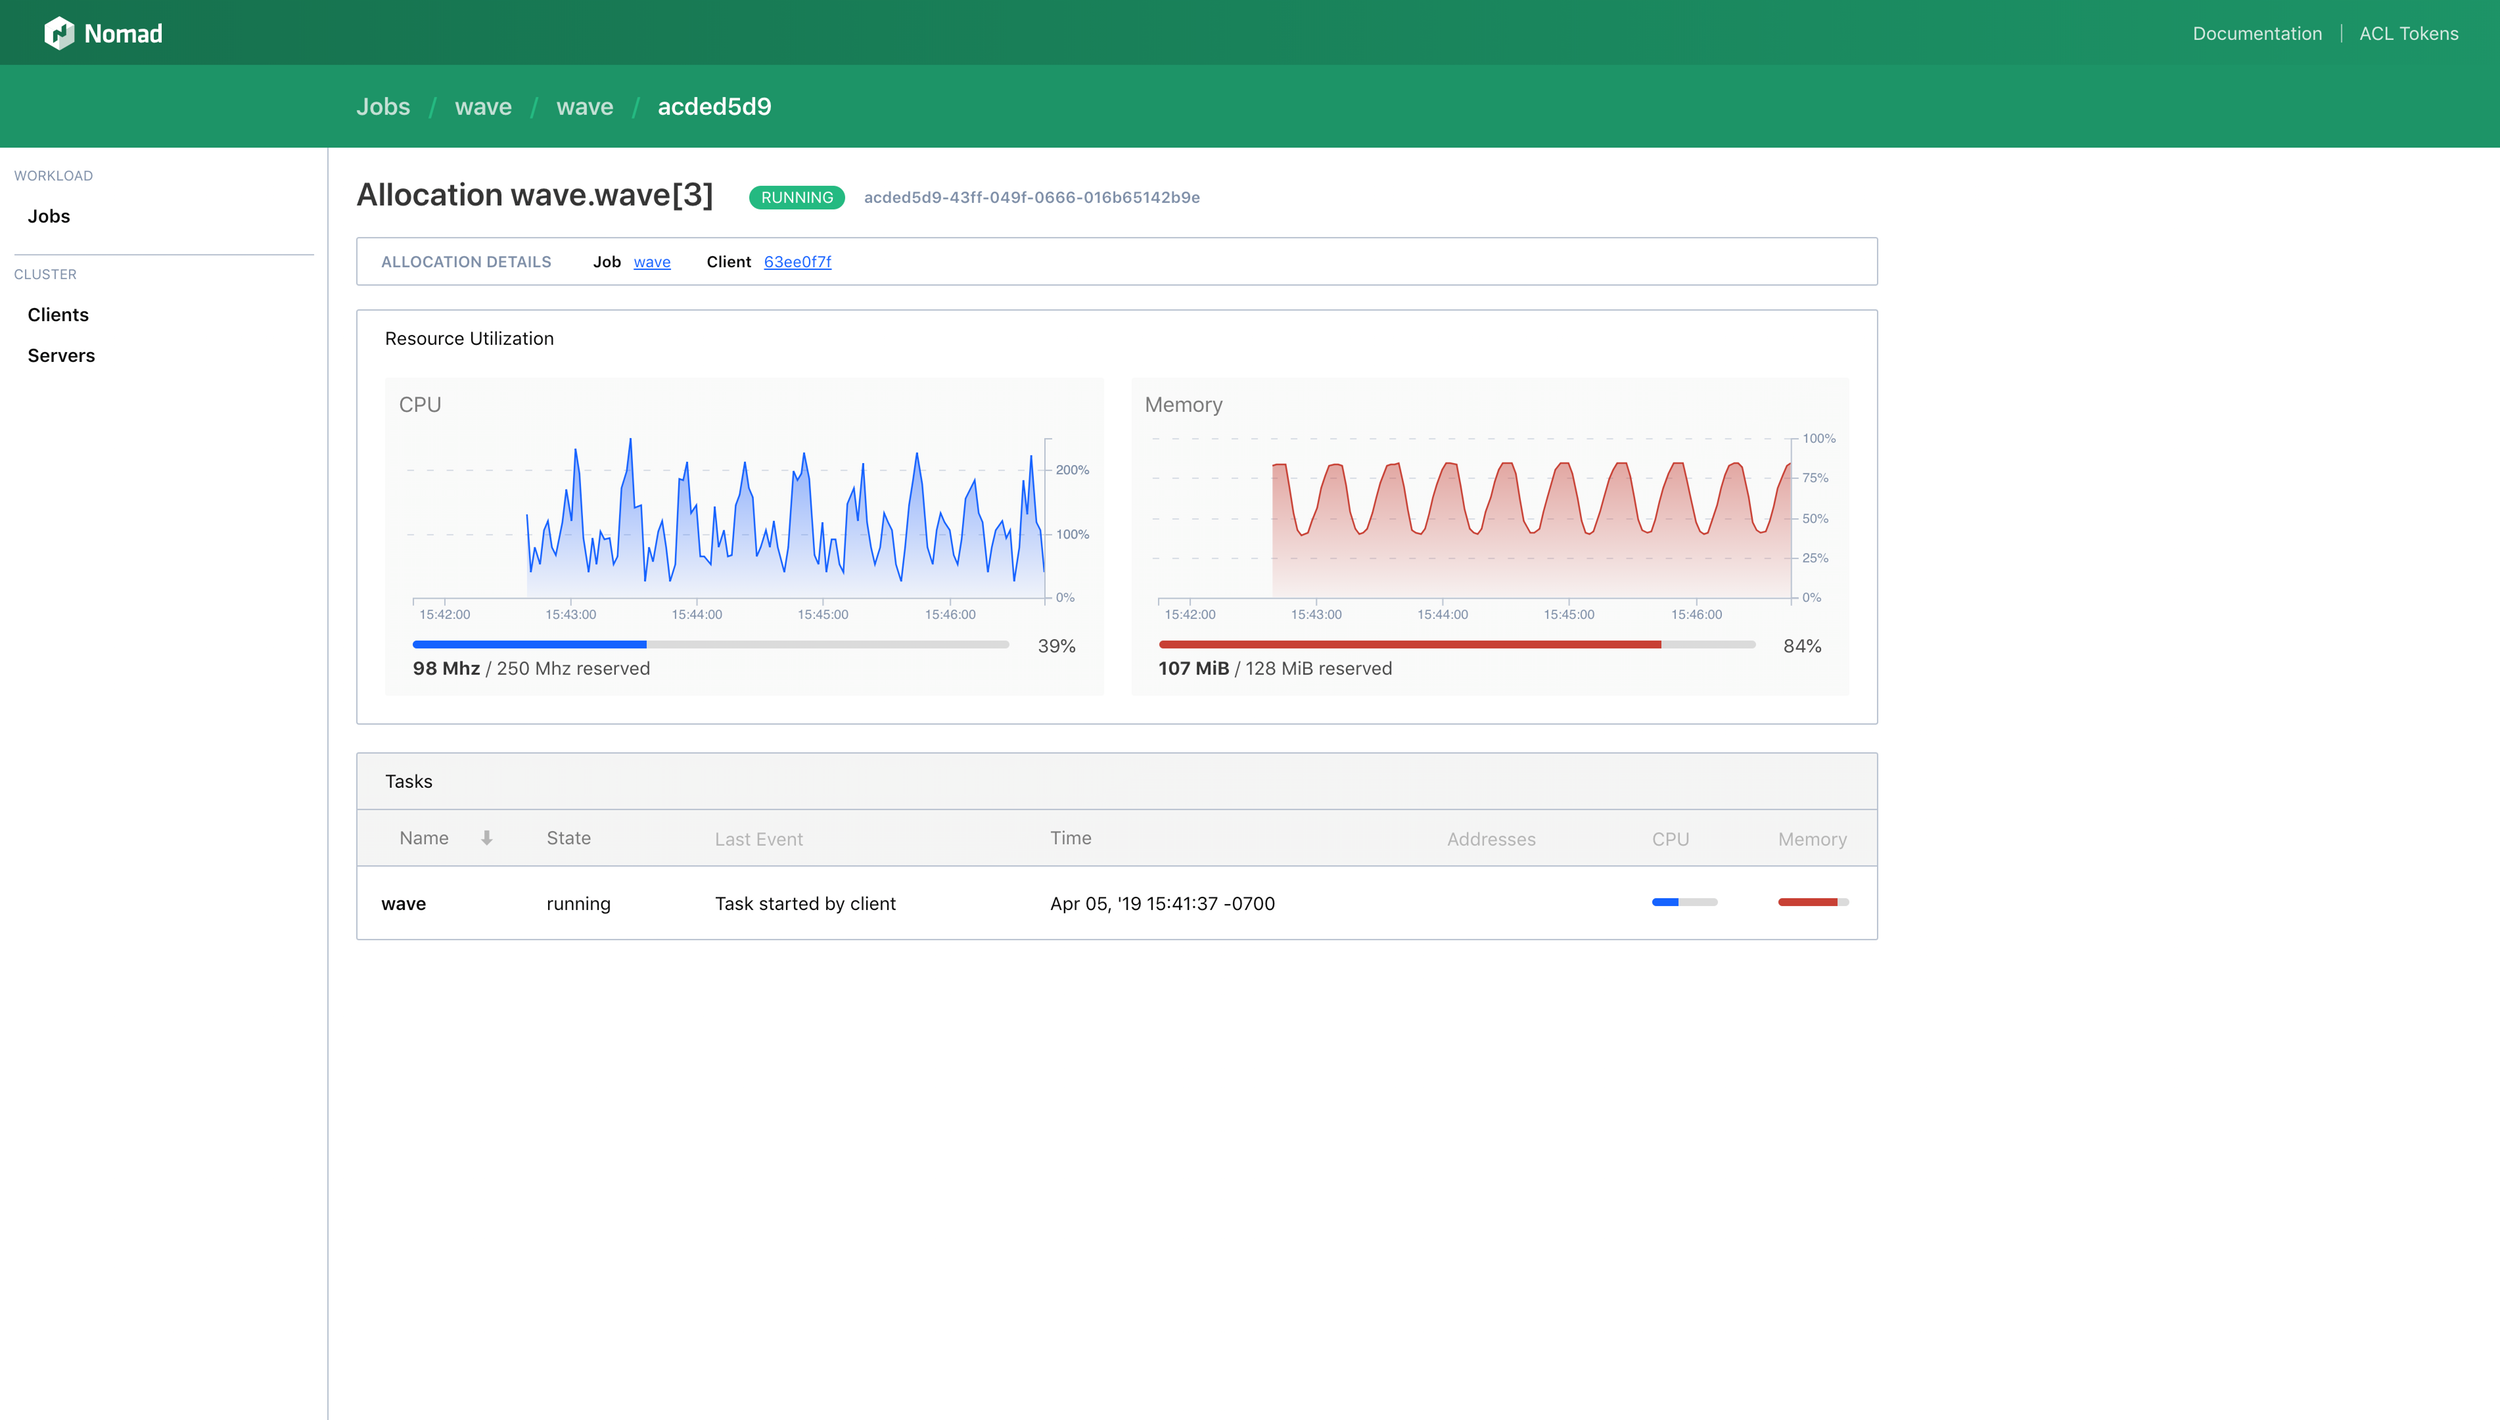 Nomad
Documentation ACL Tokens
Jobs / wave / wave / acded5d9
WORKLOAD
Jobs
CLUSTER
Clients
Servers
Allocation wave.wave[3] RUNNING acded5d9-43ff-049f-0666-016b65142b9e
ALLOCATION DETAILS Job wave Client 63ee0f7f
Resource Utilization
CPU
200%
100%
0%
15:42:00 15:43:00 15:44:00 15:45:00 15:46:00
39%
98 Mhz / 250 Mhz reserved
Memory
100%
75%
50%
25%
0%
15:42:00 15:43:00 15:44:00 15:45:00 15:46:00
84%
107 MiB / 128 MiB reserved
Tasks
Name State Last Event Time Addresses CPU Memory
wave running Task started by client Apr 05, '19 15:41:37 -0700